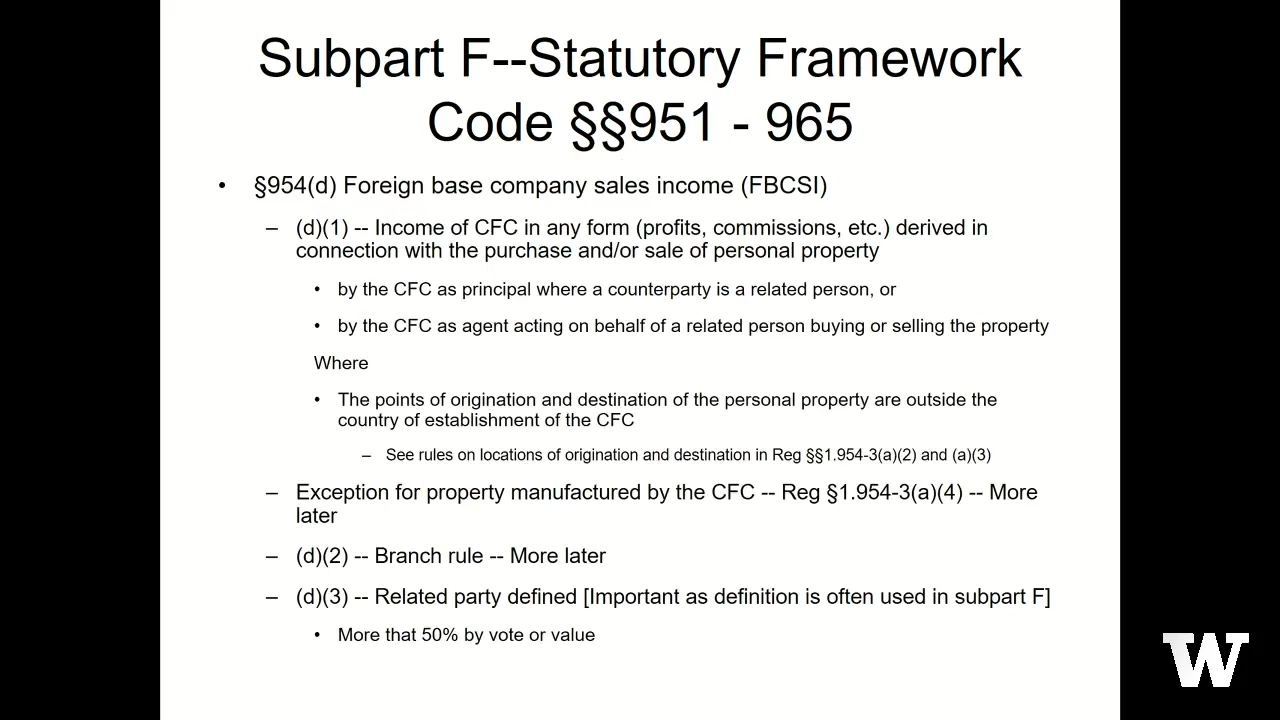 Subpart F--Statutory Framework
Code §§951 - 965
• §954(d) Foreign base company sales income (FBCSI)
– (d)(1) -- Income of CFC in any form (profits, commissions, etc.) derived in
connection with the purchase and/or sale of personal property
• by the CFC as principal where a counterparty is a related person, or
• by the CFC as agent acting on behalf of a related person buying or selling the property
Where
• The points of origination and destination of the personal property are outside the
country of establishment of the CFC
– See rules on locations of origination and destination in Reg §§1.954-3(a)(2) and (a)(3)
– Exception for property manufactured by the CFC -- Reg §1.954-3(a)(4) -- More
later
– (d)(2) -- Branch rule -- More later
– (d)(3) -- Related party defined [Important as definition is often used in subpart F]
• More that 50% by vote or value
W